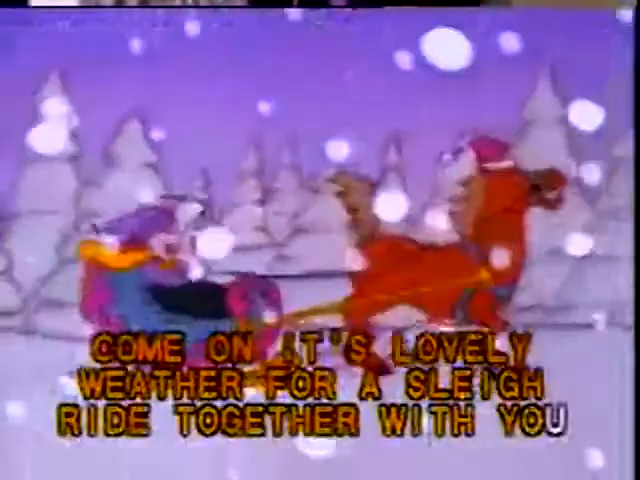 COME ON IT'S LOVELY
WEATHER FOR A SLEIGH
RIDE TOGETHER WITH YOU